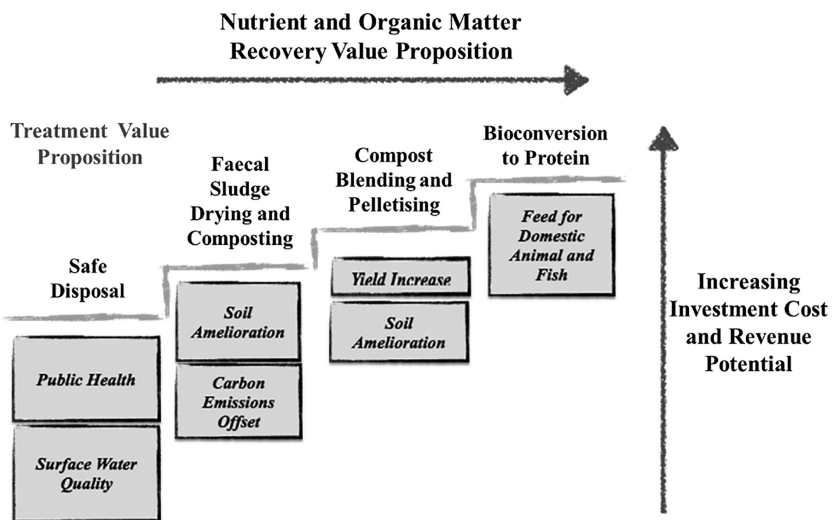 Nutrient and Organic Matter
Recovery Value Proposition
Treatment Value
Proposition
Faecal
Sludge
Drying and
Composting
Compost
Blending and
Pelletising
Bioconversion
to Protein
Safe
Disposal
Public Health
Surface Water
Quality
Soil
Amelioration
Carbon
Emissions
Offset
Yield Increase
Soil
Amelioration
Feed for
Domestic
Animal and
Fish
Increasing
Investment Cost
and Revenue
Potential